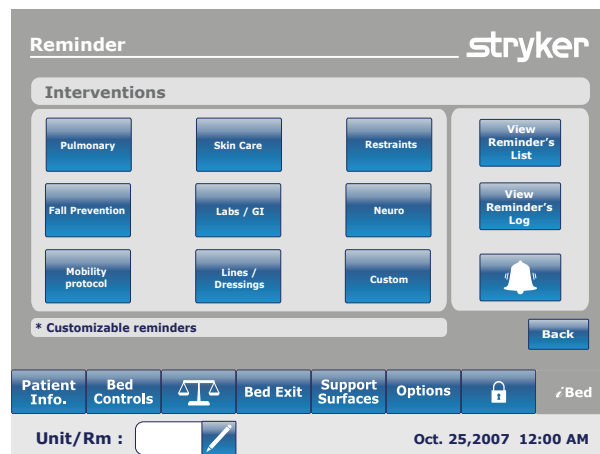 Reminder
stryker
Interventions
Pulmonary
Skin Care
Restraints
View
Reminder's
List
Fall Prevention
Labs / GI
Neuro
View
Reminder's
Log
Mobility
protocol
Lines /
Dressings
Custom
* Customizable reminders
Back
Patient
Info.
Bed
Controls
Bed Exit
Support
Surfaces
Options
iBed
Unit/Rm :
Oct. 25,2007 12:00 AM